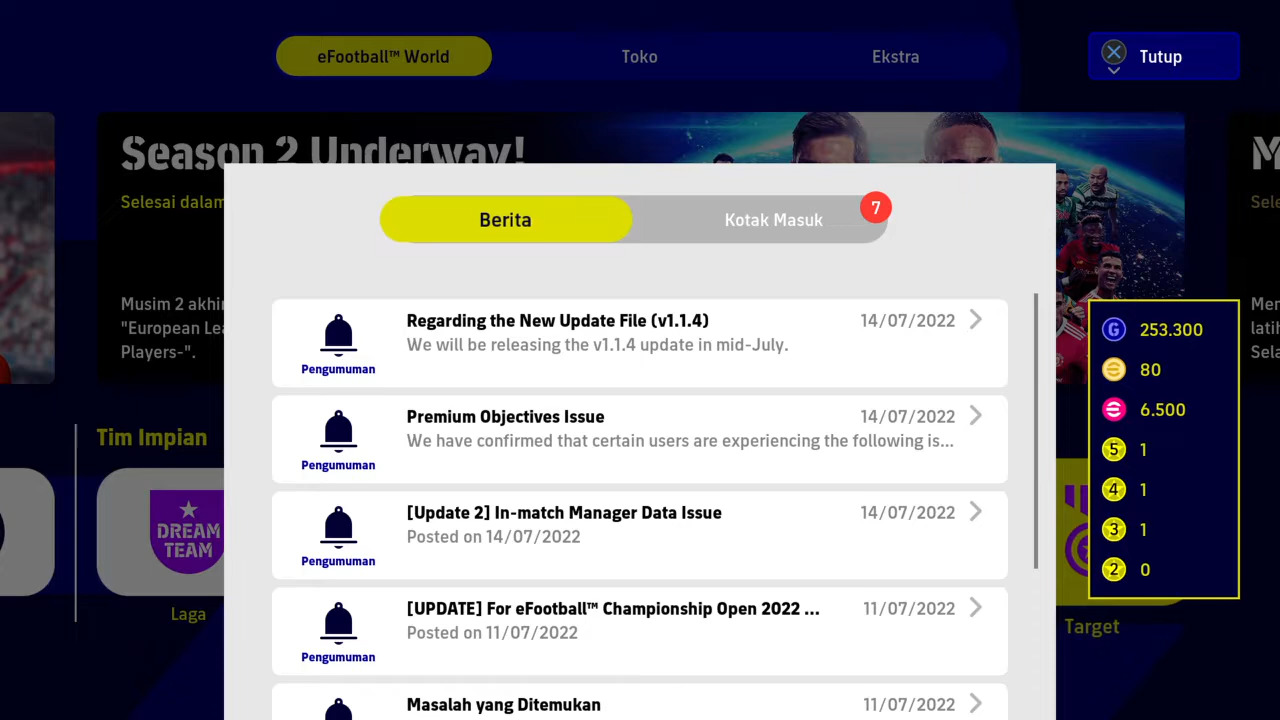 eFootball™ World
Toko
Ekstra
Tutup
Season 2 Underway!
Selesai dalam
Musim 2 akhir
"European Lea
Players-".
Berita
Kotak Masuk
7
Regarding the New Update File (v1.1.4)
14/07/2022
We will be releasing the v1.1.4 update in mid-July.
Pengumuman
Premium Objectives Issue
14/07/2022
We have confirmed that certain users are experiencing the following is...
Pengumuman
[Update 2] In-match Manager Data Issue
14/07/2022
Posted on 14/07/2022
Pengumuman
[UPDATE] For eFootball™ Championship Open 2022 ...
11/07/2022
Posted on 11/07/2022
Pengumuman
Masalah yang Ditemukan
11/07/2022
G 253.300
80
6.500
5 1
4 1
3 1
2 0
Tim Impian
DREAM
TEAM
Laga
Target